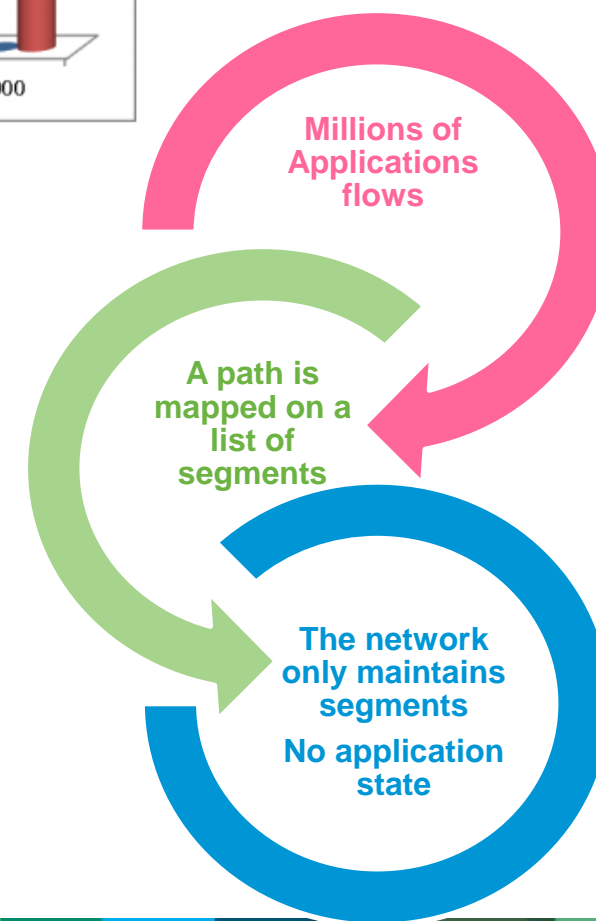 000
Millions of
Applications
flows
A path is
mapped on a
list of
segments
The network
only maintains
segments
No application
state